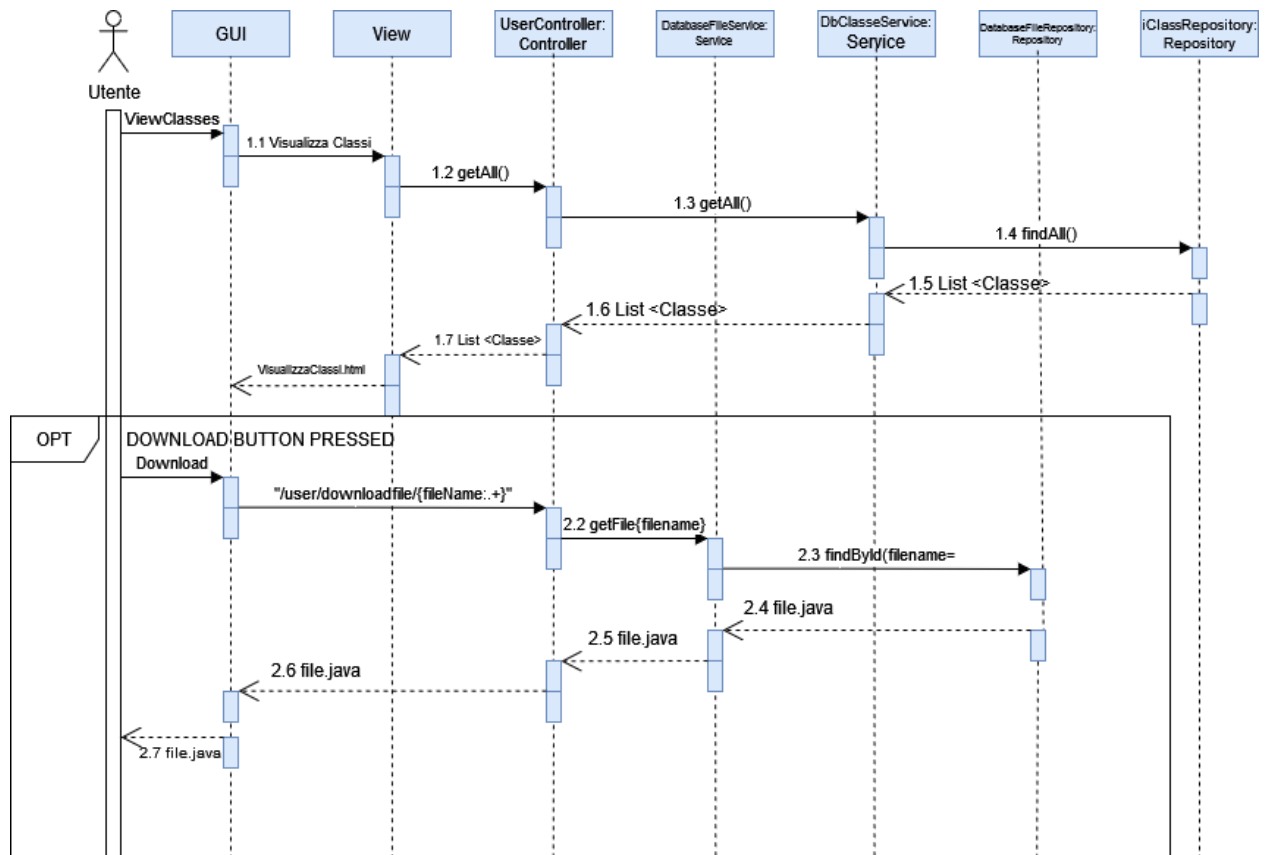 GUI
View
UserController:
Controller
DatabaseFileService:
Service
DbClasseService:
Service
DatabaseFileRepository:
Repository
iClassRepository:
Repository
Utente
ViewClasses
1.1 Visualizza Classi
1.2 getAll()
1.3 getAll()
1.4 findAll()
1.5 List <Classe>
1.6 List <Classe>
1.7 List <Classe>
VisualizzaClassi.html
OPT
DOWNLOAD BUTTON PRESSED
Download
"/user/downloadfile/{fileName:.+}"
2.2 getFile{filename}
2.3 findById(filename=
2.4 file.java
2.5 file.java
2.6 file.java
2.7 file.java